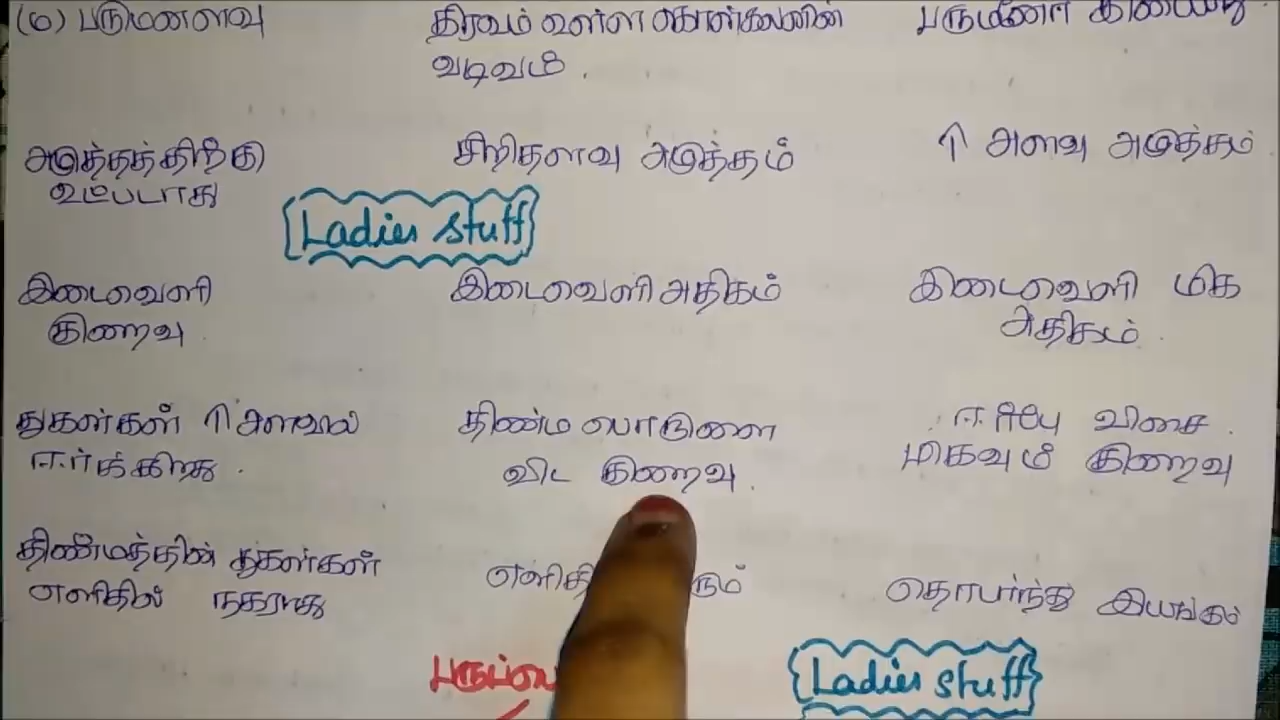 (ம) பருமனளவு
திரவம் உள்ள கொள்கலனின்
வடிவம்.
அழுத்தத்திற்கு
உட்படாது
சிறிதளவு அழுத்தம்
அளவு அழுத்தம்
Ladies stuff
இடைவெளி
குறைவு.
இடைவெளி அதிகம்
இடைவெளி மிக
அதிகம்.
துகள்கள் அளவில்
ஈர்க்கிறது.
திண்ம பொருளை
விட குறைவு.
ஈர்ப்பு விசை.
மிகவும் குறைவு
திண்மத்தின் துகள்கள்
எளிதில் நகராது
தொடர்ந்து இயங்கும்
Ladies stuff